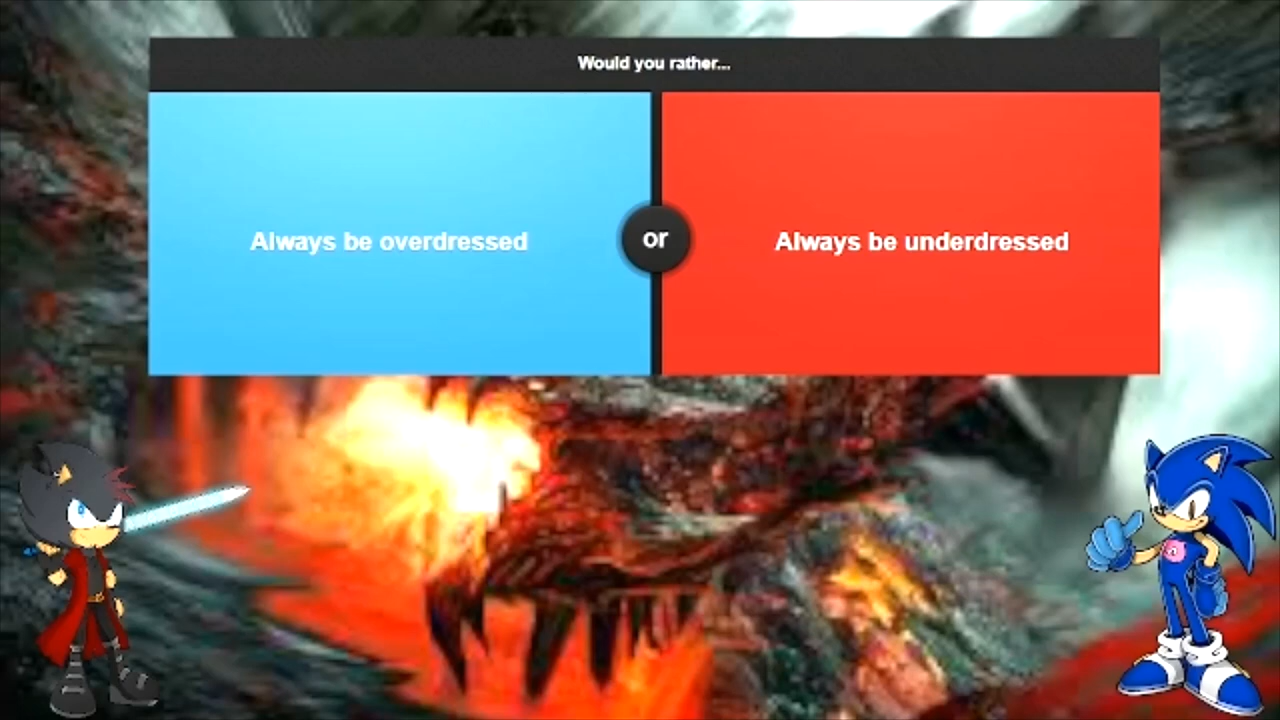 Would you rather...
Always be overdressed
or
Always be underdressed